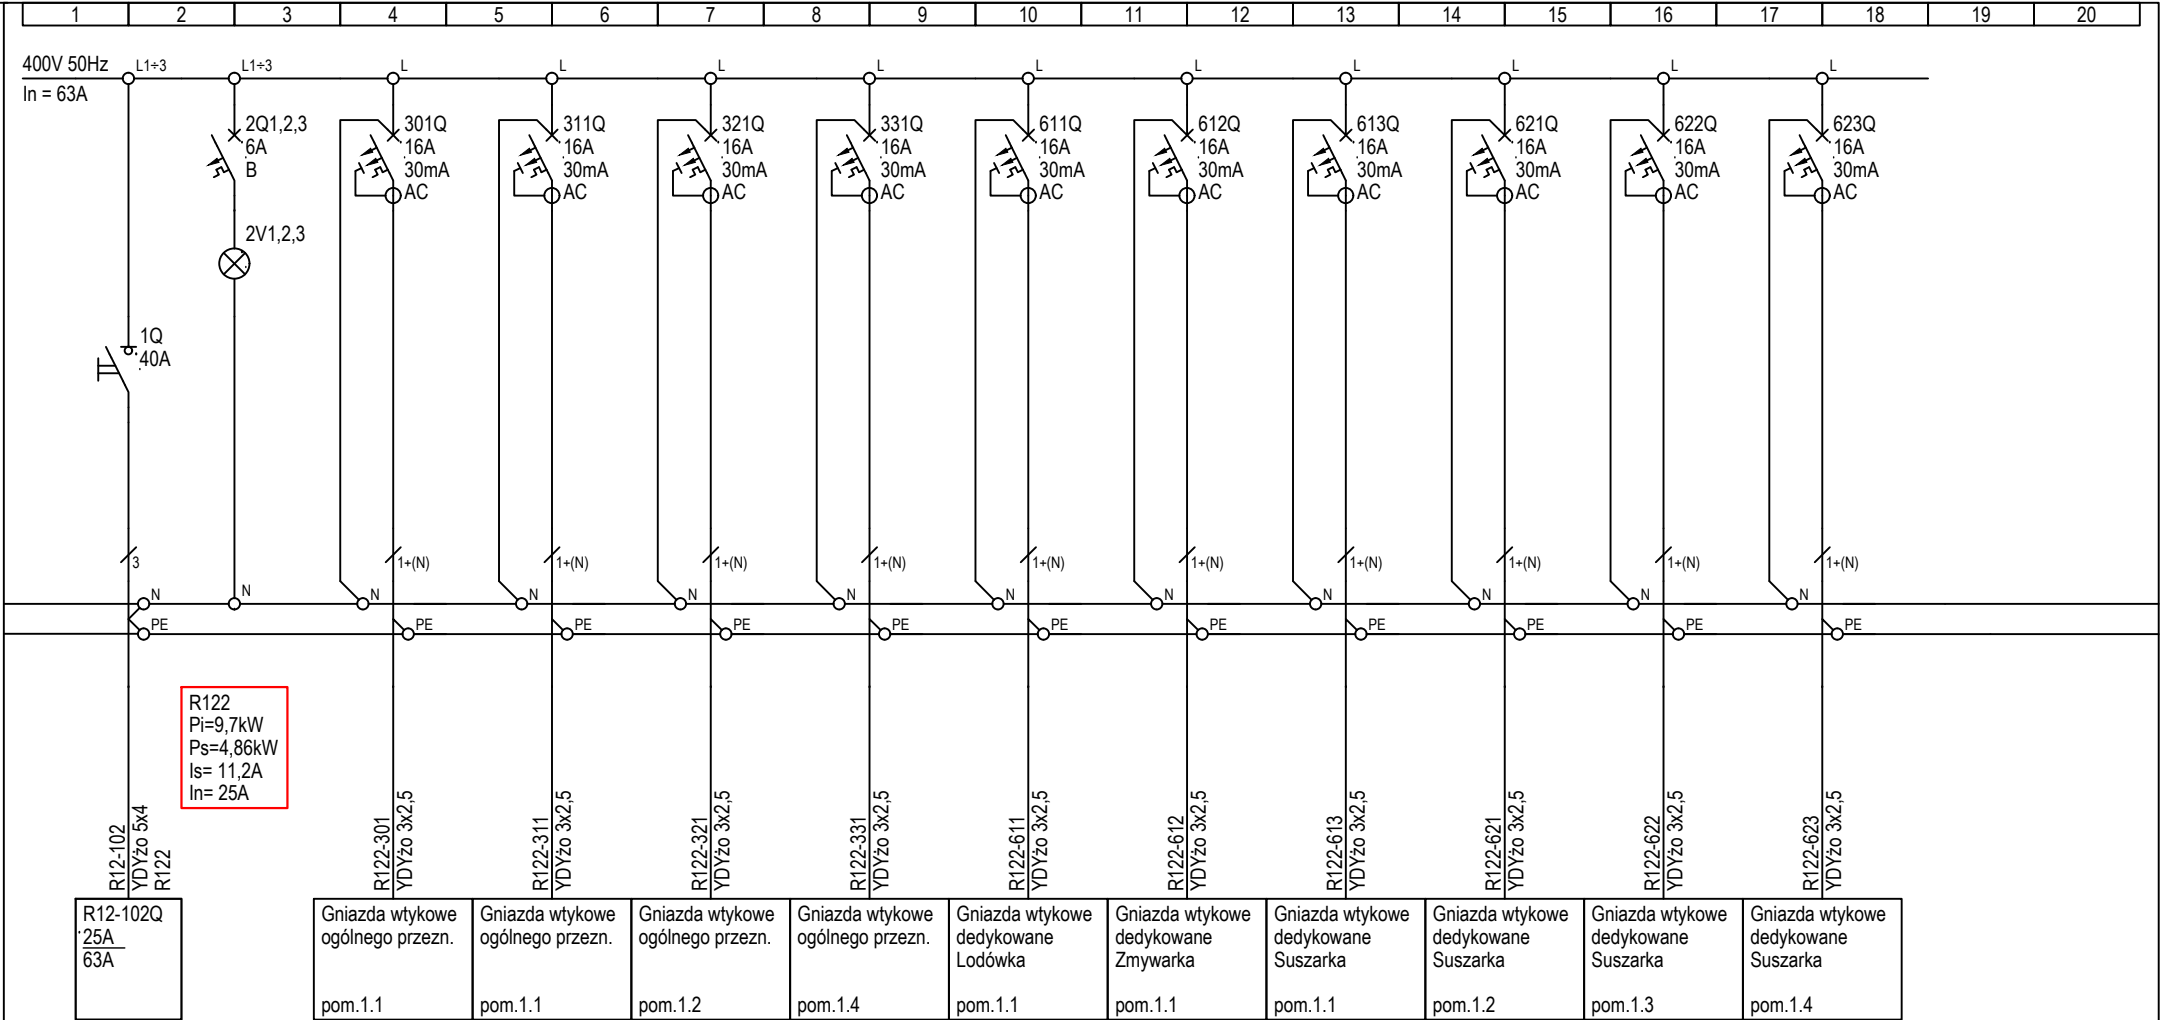 1 2 3 4 5 6 7 8 9 10 11 12 13 14 15 16 17 18 19 20
400V 50Hz
In = 63A
L1÷3 L1÷3 L L L L L L L L L L
2Q1,2,3
6A
B
2V1,2,3
1Q
40A
301Q
16A
30mA
AC
311Q
16A
30mA
AC
321Q
16A
30mA
AC
331Q
16A
30mA
AC
611Q
16A
30mA
AC
612Q
16A
30mA
AC
613Q
16A
30mA
AC
621Q
16A
30mA
AC
622Q
16A
30mA
AC
623Q
16A
30mA
AC
3 1+(N) 1+(N) 1+(N) 1+(N) 1+(N) 1+(N) 1+(N) 1+(N) 1+(N) 1+(N)
N N N N N N N N N N N N
PE PE PE PE PE PE PE PE PE PE PE
R122
Pi=9,7kW
Ps=4,86kW
Is= 11,2A
In= 25A
R12-102
YDYżo 5x4
R122
R122-301
YDYżo 3x2,5
R122-311
YDYżo 3x2,5
R122-321
YDYżo 3x2,5
R122-331
YDYżo 3x2,5
R122-611
YDYżo 3x2,5
R122-612
YDYżo 3x2,5
R122-613
YDYżo 3x2,5
R122-621
YDYżo 3x2,5
R122-622
YDYżo 3x2,5
R122-623
YDYżo 3x2,5
R12-102Q
25A
63A
Gniazda wtykowe
ogólnego przezn.
pom.1.1
Gniazda wtykowe
ogólnego przezn.
pom.1.1
Gniazda wtykowe
ogólnego przezn.
pom.1.2
Gniazda wtykowe
ogólnego przezn.
pom.1.4
Gniazda wtykowe
dedykowane
Lodówka
pom.1.1
Gniazda wtykowe
dedykowane
Zmywarka
pom.1.1
Gniazda wtykowe
dedykowane
Suszarka
pom.1.1
Gniazda wtykowe
dedykowane
Suszarka
pom.1.2
Gniazda wtykowe
dedykowane
Suszarka
pom.1.3
Gniazda wtykowe
dedykowane
Suszarka
pom.1.4